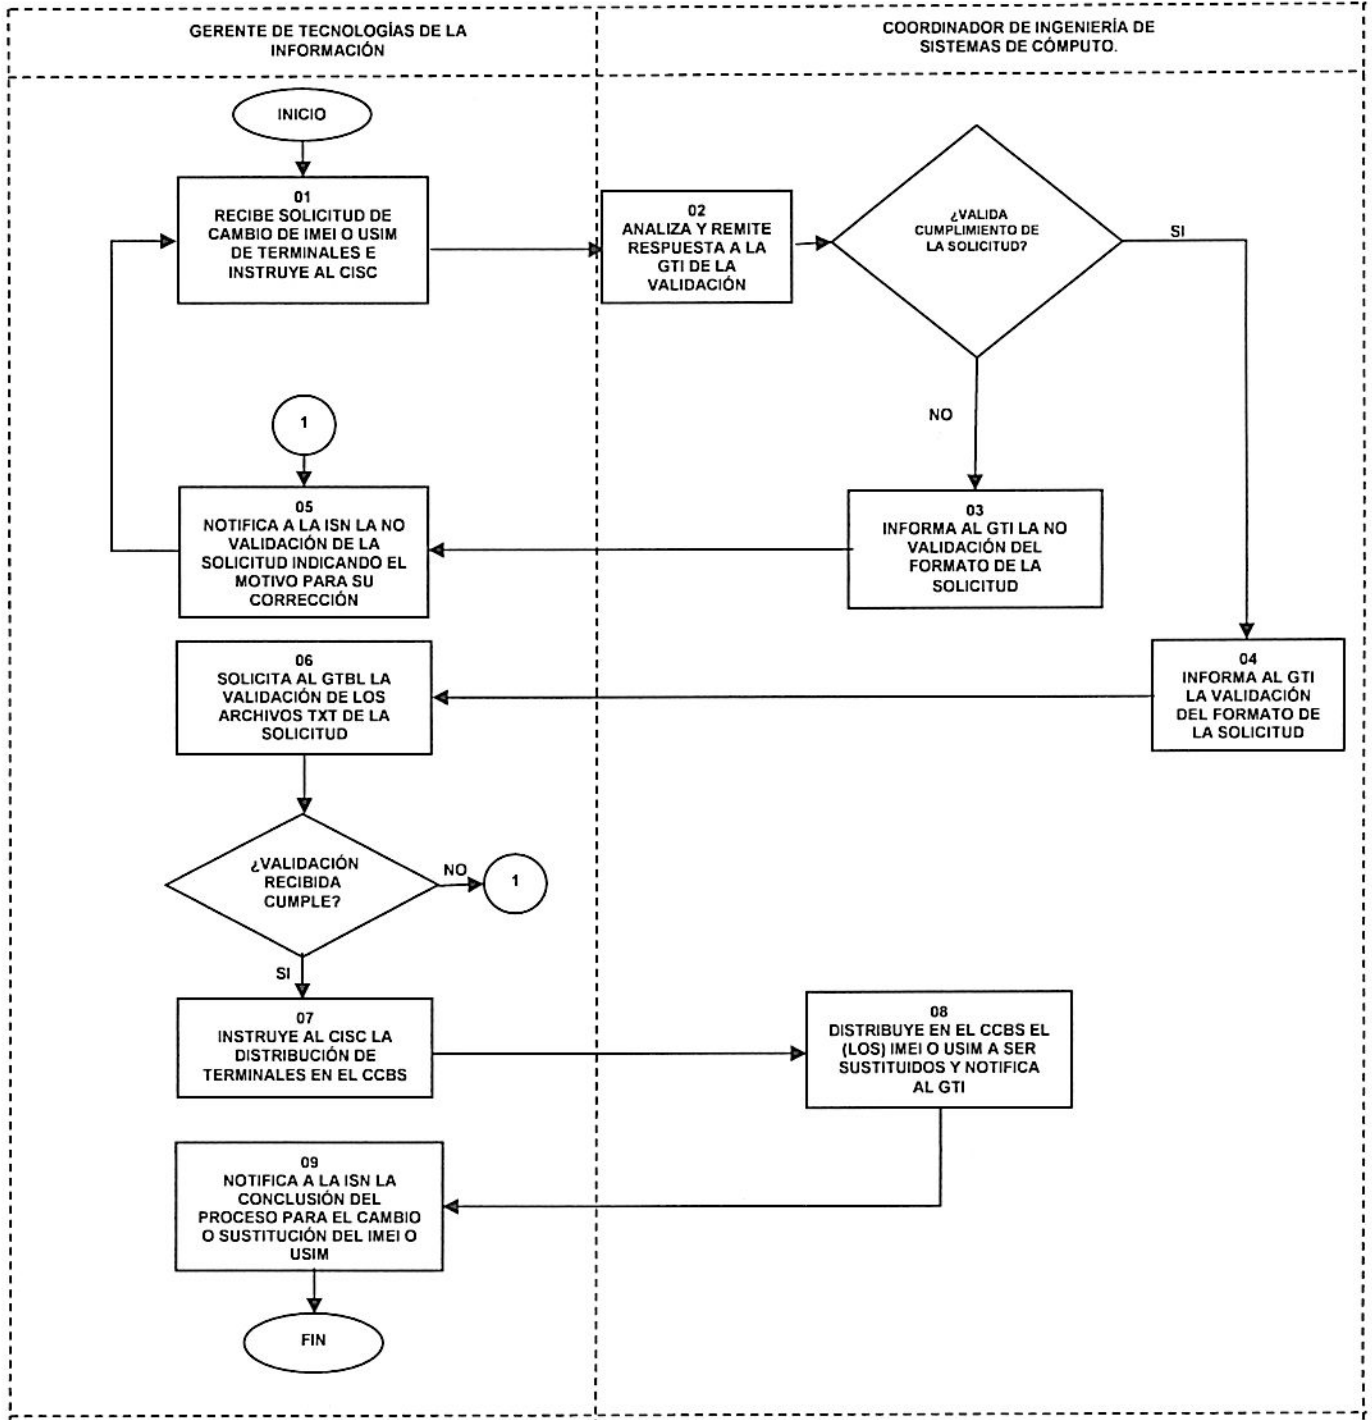 GERENTE DE TECNOLOGÍAS DE LA
INFORMACIÓN
COORDINADOR DE INGENIERÍA DE
SISTEMAS DE CÓMPUTO.
INICIO
01
RECIBE SOLICITUD DE
CAMBIO DE IMEI O USIM
DE TERMINALES E
INSTRUYE AL CISC
02
ANALIZA Y REMITE
RESPUESTA A LA
GTI DE LA
VALIDACIÓN
¿VALIDA
CUMPLIMIENTO DE
LA SOLICITUD?
SI
NO
1
05
NOTIFICA A LA ISN LA NO
VALIDACIÓN DE LA
SOLICITUD INDICANDO EL
MOTIVO PARA SU
CORRECCIÓN
03
INFORMA AL GTI LA NO
VALIDACIÓN DEL
FORMATO DE LA
SOLICITUD
06
SOLICITA AL GTBL LA
VALIDACIÓN DE LOS
ARCHIVOS TXT DE LA
SOLICITUD
04
INFORMA AL GTI
LA VALIDACIÓN
DEL FORMATO DE
LA SOLICITUD
¿VALIDACIÓN
RECIBIDA
CUMPLE?
NO
1
SI
07
INSTRUYE AL CISC LA
DISTRIBUCIÓN DE
TERMINALES EN EL CCBS
08
DISTRIBUYE EN EL CCBS EL
(LOS) IMEI O USIM A SER
SUSTITUIDOS Y NOTIFICA
AL GTI
09
NOTIFICA A LA ISN LA
CONCLUSIÓN DEL
PROCESO PARA EL CAMBIO
O SUSTITUCIÓN DEL IMEI O
USIM
FIN